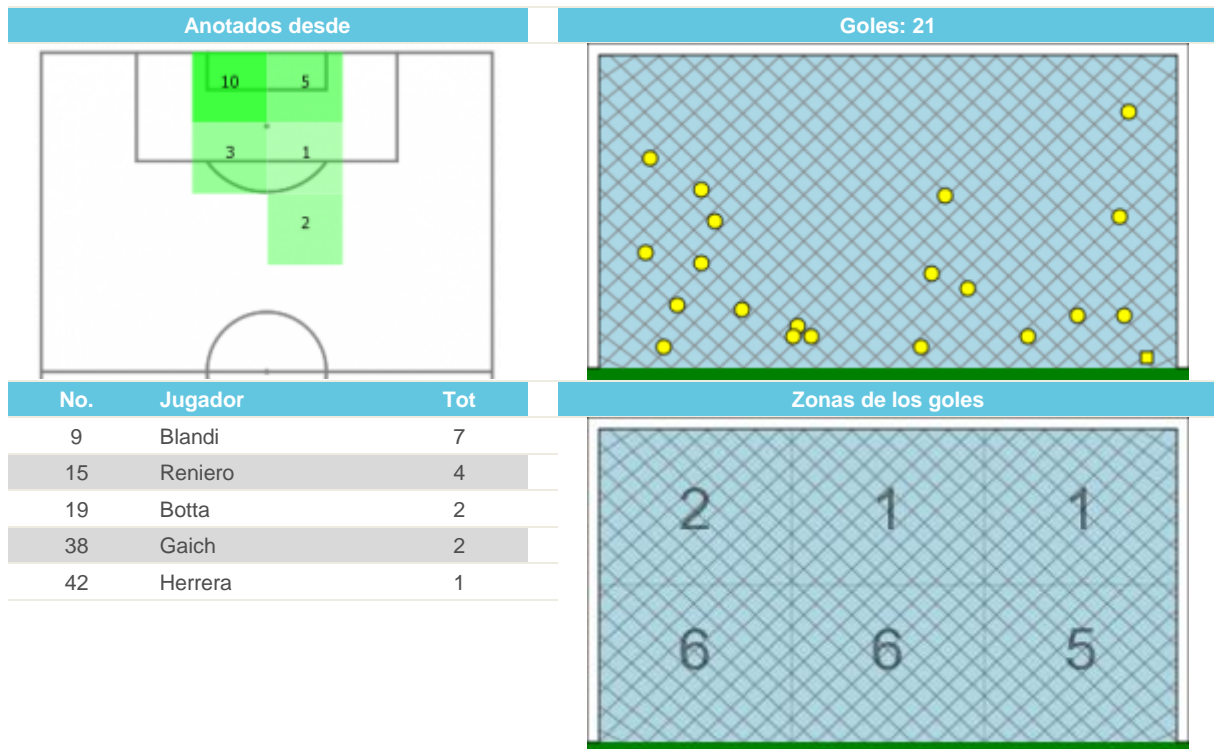 Anotados desde
Goles: 21
10 5
3 1
2
No. Jugador Tot
9 Blandi 7
15 Reniero 4
19 Botta 2
38 Gaich 2
42 Herrera 1
Zonas de los goles
2 1 1
6 6 5